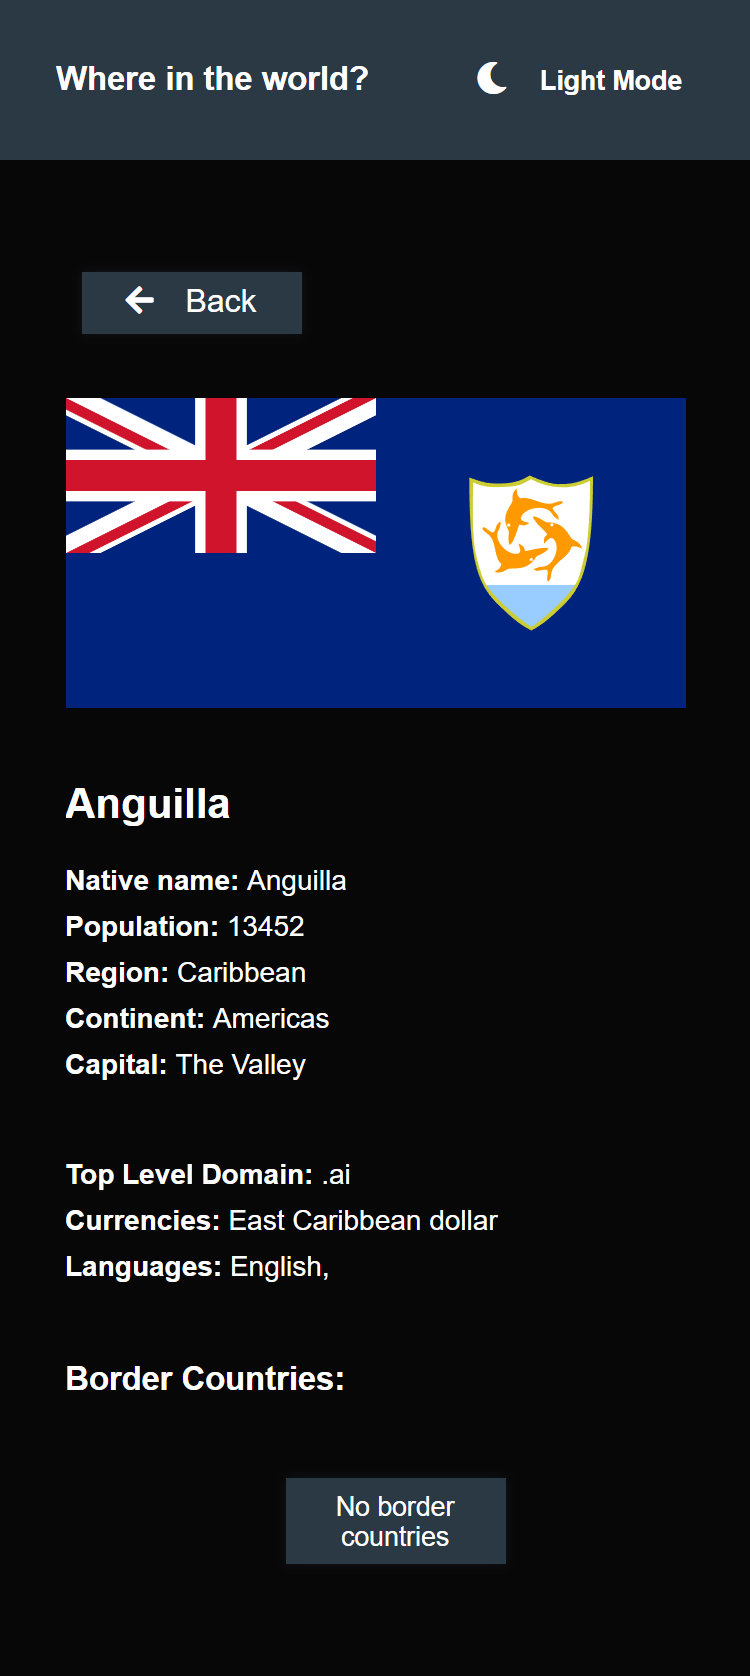 Where in the world?
Light Mode
Back
Anguilla
Native name: Anguilla
Population: 13452
Region: Caribbean
Continent: Americas
Capital: The Valley
Top Level Domain: .ai
Currencies: East Caribbean dollar
Languages: English,
Border Countries:
No border
countries